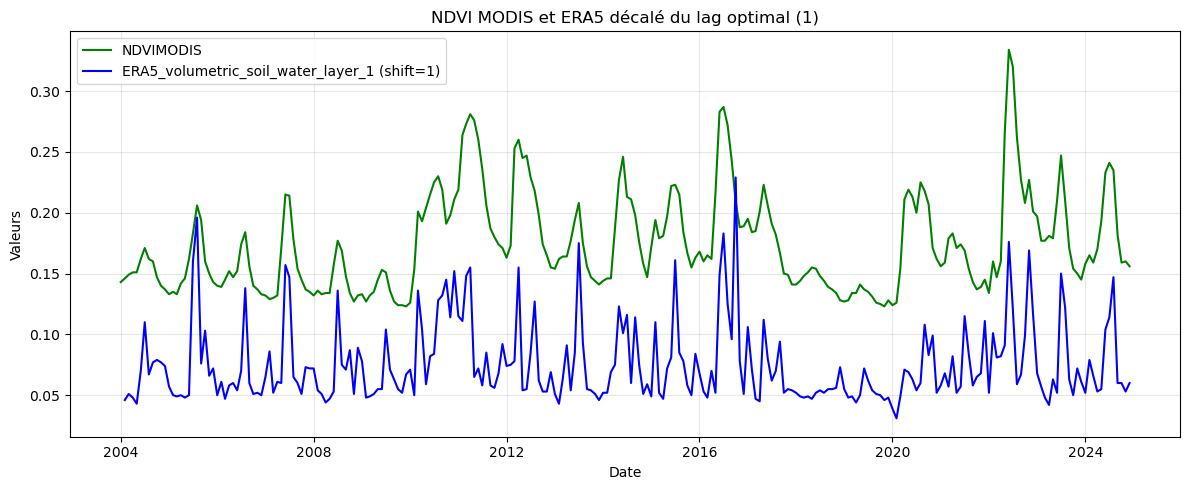 NDVI MODIS et ERA5 décalé du lag optimal (1)
NDVIMODIS
ERA5_volumetric_soil_water_layer_1 (shift=1)
Valeurs
0.30
0.25
0.20
0.15
0.10
0.05
2004 2008 2012 2016 2020 2024
Date